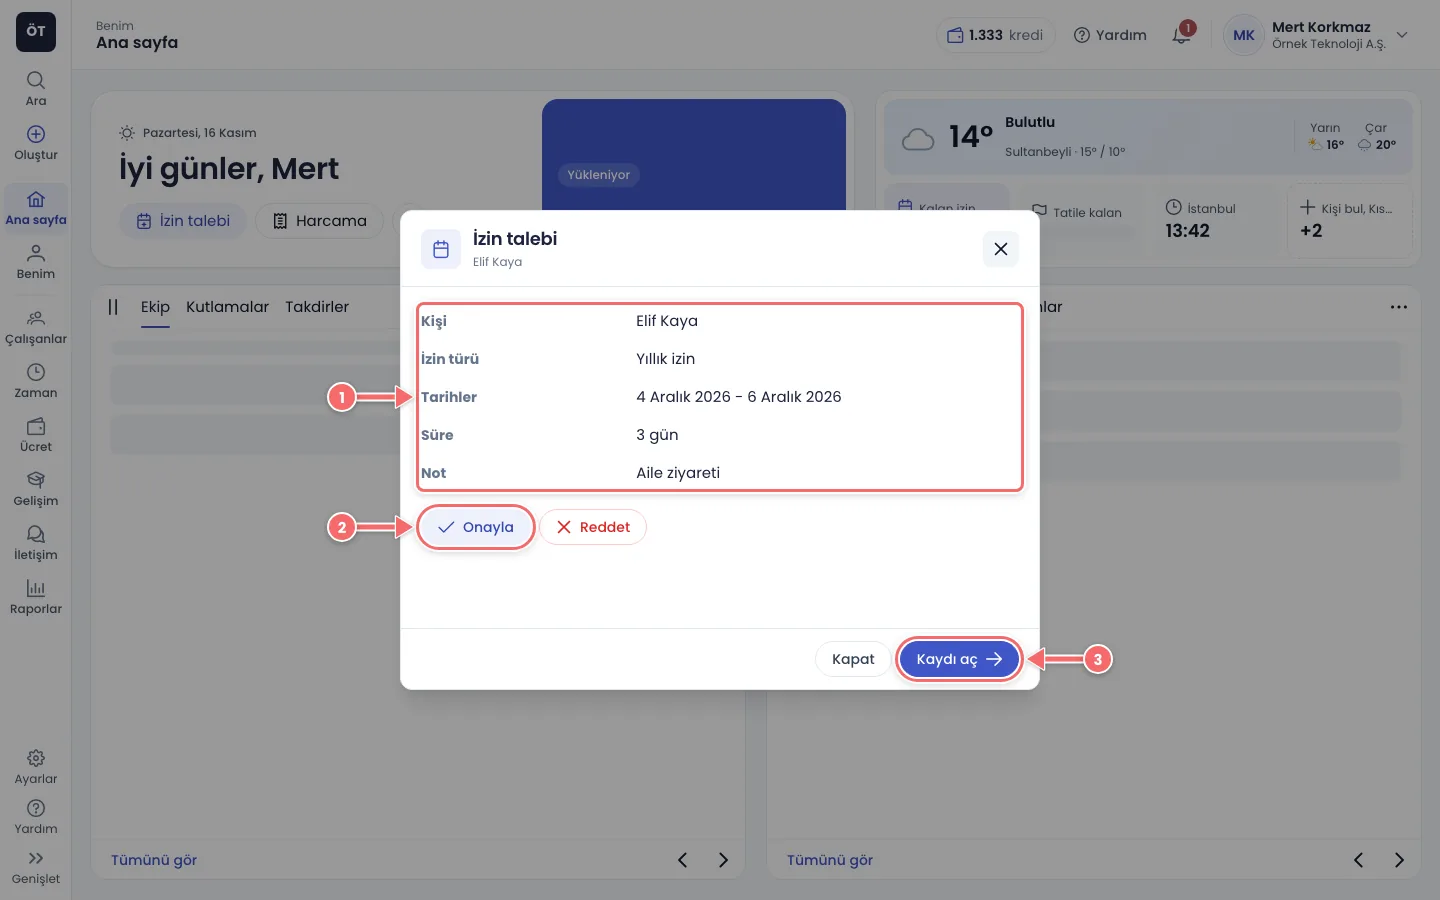 ÖT
Benim
Ana sayfa
1.333 kredi
Yardım
1
MK
Mert Korkmaz
Örnek Teknoloji A.Ş.
Ara
Oluştur
Ana sayfa
Benim
Çalışanlar
Zaman
Ücret
Gelişim
İletişim
Raporlar
Ayarlar
Yardım
Genişlet
Pazartesi, 16 Kasım
İyi günler, Mert
İzin talebi
Harcama
Yükleniyor
14°
Bulutlu
Sultanbeyli · 15° / 10°
Yarın
16°
Çar
20°
Kalan izin
Tatile kalan
İstanbul
13:42
Kişi bul, Kıs...
+2
Ekip Kutlamalar Takdirler
Tümünü gör
Tümünü gör
İzin talebi
Elif Kaya
Kişi Elif Kaya
İzin türü Yıllık izin
1
Tarihler 4 Aralık 2026 - 6 Aralık 2026
Süre 3 gün
Not Aile ziyareti
2
Onayla
Reddet
Kapat
Kaydı aç
3